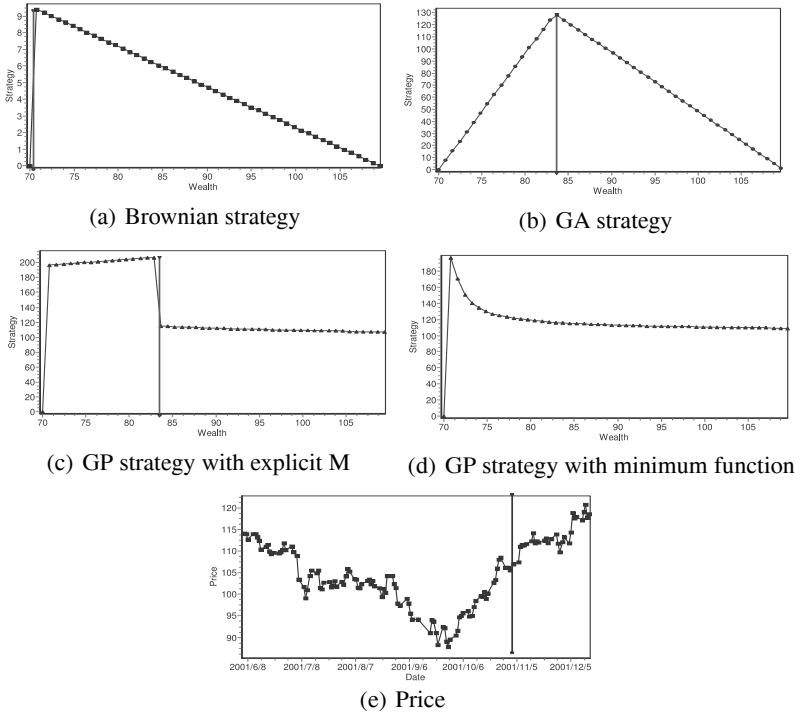 9
8
7
6
5
4
3
2
1
0
Strategy
70 75 80 85 90 95 100 105
Wealth
(a) Brownian strategy
130
120
110
100
90
80
70
60
50
40
30
20
10
0
Strategy
70 75 80 85 90 95 100 105
Wealth
(b) GA strategy
200
180
160
140
120
100
80
60
40
20
0
Strategy
70 75 80 85 90 95 100 105
Wealth
(c) GP strategy with explicit M
180
160
140
120
100
80
60
40
20
0
Strategy
70 75 80 85 90 95 100 105
Wealth
(d) GP strategy with minimum function
120
115
110
105
100
95
90
Price
2001/6/8 2001/7/8 2001/8/7 2001/9/6 2001/10/6 2001/11/5 2001/12/5
Date
(e) Price